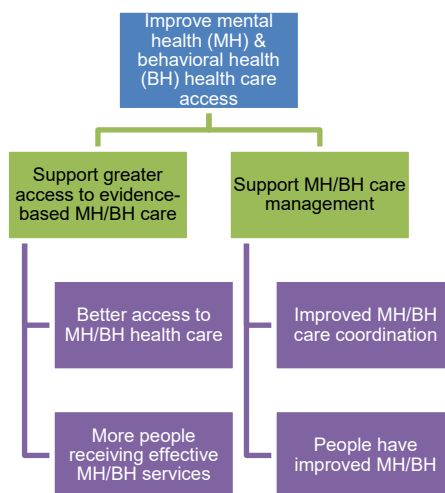 Improve mental
health (MH) &
behavioral health
(BH) health care
access
Support greater
access to evidence-
based MH/BH care
Support MH/BH care
management
Better access to
MH/BH health care
Improved MH/BH
care coordination
More people
receiving effective
MH/BH services
People have
improved MH/BH